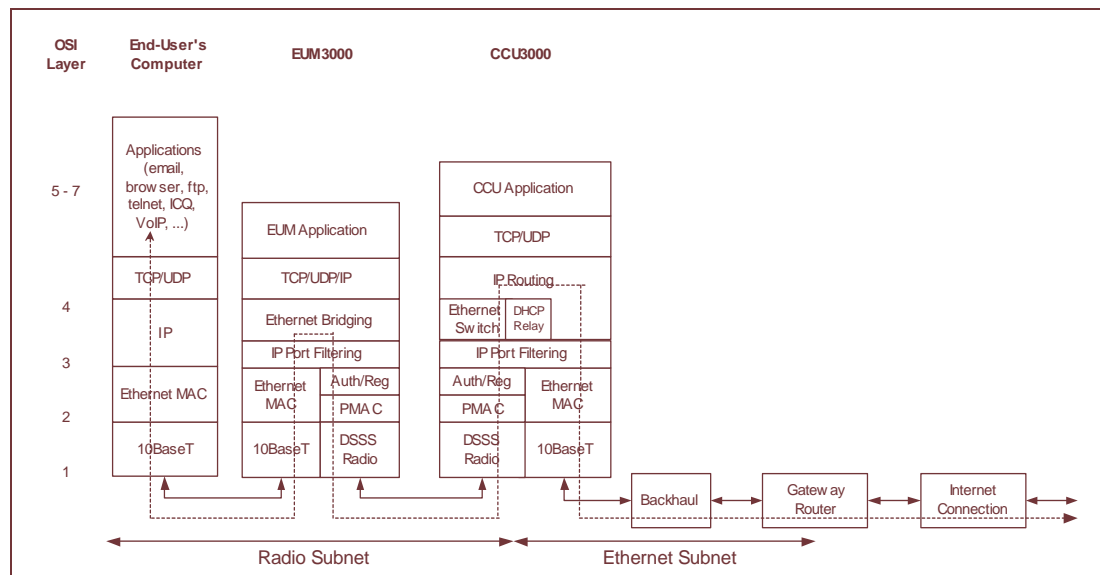 OSI
Layer
End-User's
Computer
EUM3000
CCU3000
5 - 7
4
3
2
1
Applications
(email,
browser, ftp,
telnet, ICQ,
VoIP, ...)
TCP/UDP
IP
Ethernet MAC
10BaseT
EUM Application
TCP/UDP/IP
Ethernet Bridging
IP Port Filtering
Ethernet
MAC
Auth/Reg
PMAC
10BaseT
DSSS
Radio
CCU Application
TCP/UDP
IP Routing
Ethernet
Switch
DHCP
Relay
IP Port Filtering
Auth/Reg
PMAC
Ethernet
MAC
DSSS
Radio
10BaseT
Backhaul
Gateway
Router
Internet
Connection
Radio Subnet
Ethernet Subnet